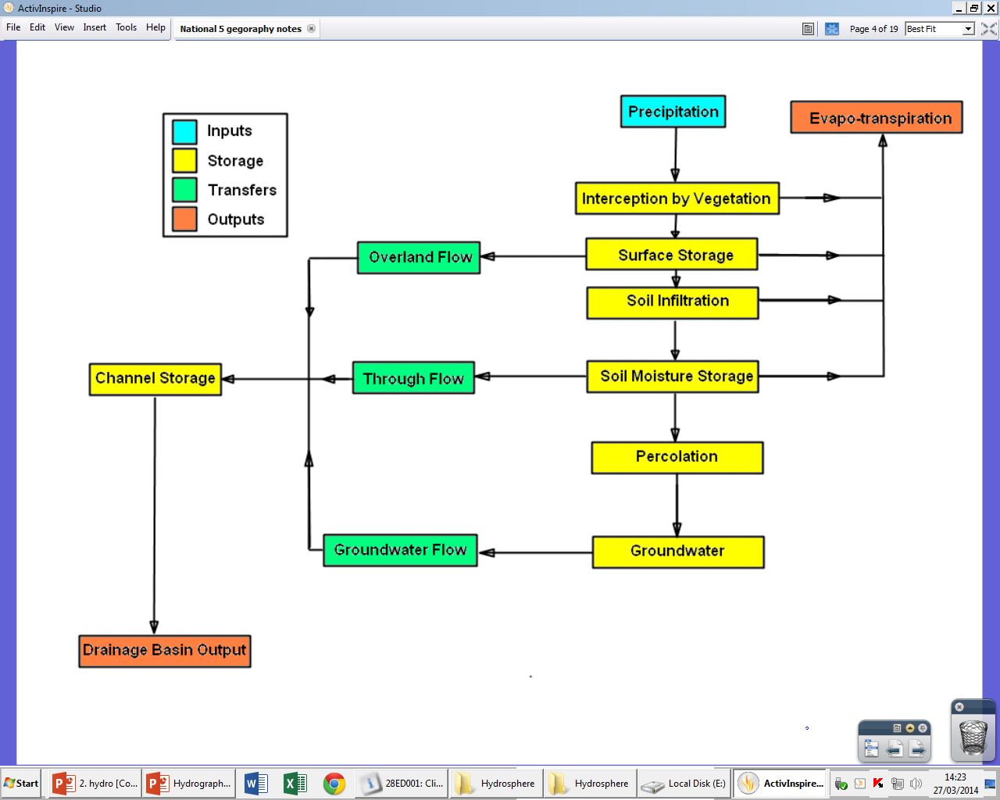 ActivInspire - Studio
File Edit View Insert Tools Help
National 5 gegoraphy notes
Page 4 of 19
Best Fit
Inputs
Storage
Transfers
Outputs
Precipitation
Evapo-transpiration
Interception by Vegetation
Overland Flow
Surface Storage
Soil Infiltration
Channel Storage
Through Flow
Soil Moisture Storage
Percolation
Groundwater Flow
Groundwater
Drainage Basin Output
Start
2. hydro [Co...
Hydrograph...
28ED001: Cli...
Hydrosphere
Hydrosphere
Local Disk (E:)
ActivInspire...
14:23
27/03/2014